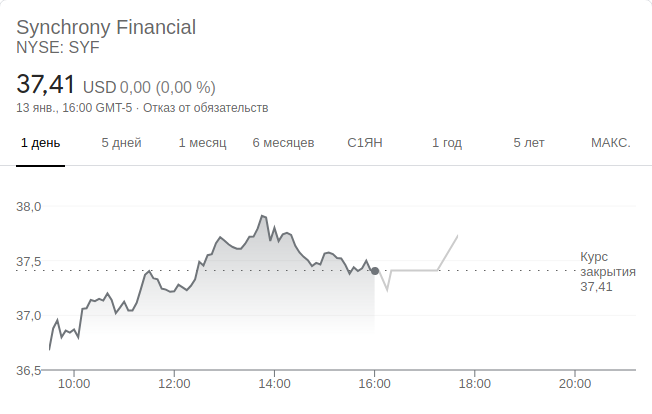 Synchrony Financial
NYSE: SYF
37,41 USD 0,00 (0,00 %)
13 янв., 16:00 GMT-5 · Отказ от обязательств
1 день 5 дней 1 месяц 6 месяцев С1ЯН 1 год 5 лет МАКС.
38,0
37,5
37,0
36,5
Курс
закрытия
37,41
10:00 12:00 14:00 16:00 18:00 20:00